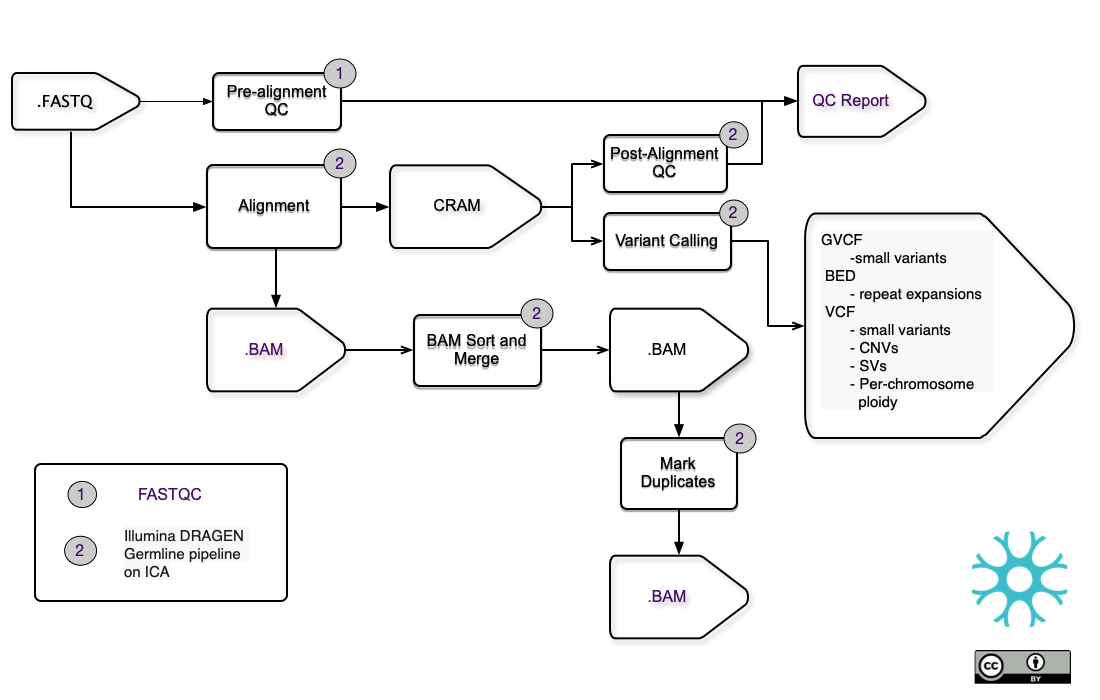 1
.FASTQ
Pre-alignment
QC
QC Report
2
Post-Alignment
QC
2
Alignment
CRAM
2
Variant Calling
GVCF
-small variants
BED
- repeat expansions
VCF
- small variants
- CNVs
- SVs
- Per-chromosome
ploidy
.BAM
2
BAM Sort and
Merge
.BAM
2
Mark
Duplicates
.BAM
1
FASTQC
2
Illumina DRAGEN
Germline pipeline
on ICA
cc
BY